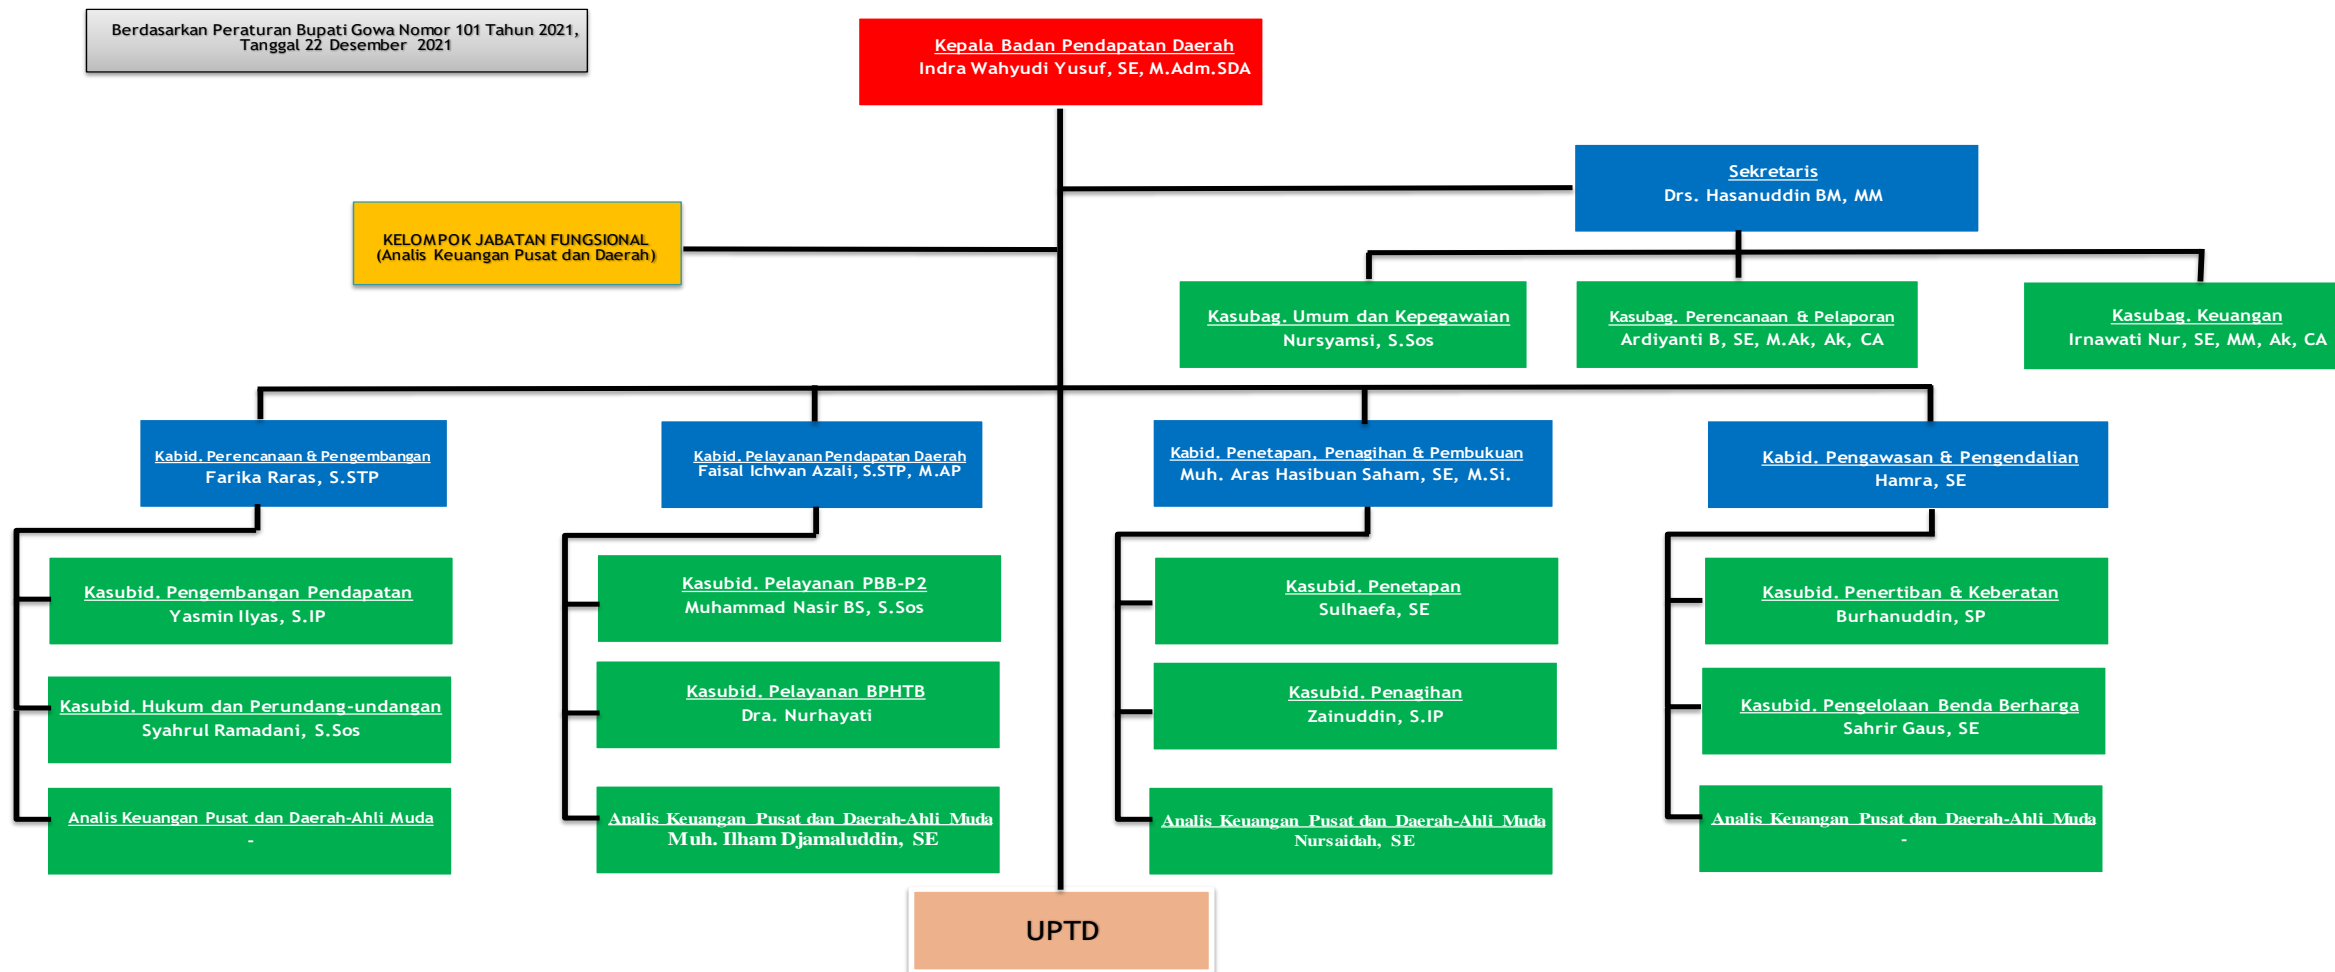 Berdasarkan Peraturan Bupati Gowa Nomor 101 Tahun 2021,
Tanggal 22 Desember 2021
Kepala Badan Pendapatan Daerah
Indra Wahyudi Yusuf, SE, M.Adm.SDA
Sekretaris
Drs. Hasanuddin BM, MM
KELOMPOK JABATAN FUNGSIONAL
(Analis Keuangan Pusat dan Daerah)
Kasubag. Umum dan Kepegawaian
Nursyamsi, S.Sos
Kasubag. Perencanaan & Pelaporan
Ardiyanti B, SE, M.Ak, Ak, CA
Kasubag. Keuangan
Irnawati Nur, SE, MM, Ak, CA
Kabid. Perencanaan & Pengembangan
Farika Raras, S.STP
Kabid. Pelayanan Pendapatan Daerah
Faisal Ichwan Azali, S.STP, M.AP
Kabid. Penetapan, Penagihan & Pembukuan
Muh. Aras Hasibuan Saham, SE, M.Si.
Kabid. Pengawasan & Pengendalian
Hamra, SE
Kasubid. Pengembangan Pendapatan
Yasmin Ilyas, S.IP
Kasubid. Pelayanan PBB-P2
Muhammad Nasir BS, S.Sos
Kasubid. Penetapan
Sulhaefa, SE
Kasubid. Penertiban & Keberatan
Burhanuddin, SP
Kasubid. Hukum dan Perundang-undangan
Syahrul Ramadani, S.Sos
Kasubid. Pelayanan BPHTB
Dra. Nurhayati
Kasubid. Penagihan
Zainuddin, S.IP
Kasubid. Pengelolaan Benda Berharga
Sahrir Gaus, SE
Analis Keuangan Pusat dan Daerah-Ahli Muda
-
Analis Keuangan Pusat dan Daerah-Ahli Muda
Muh. Ilham Djamaluddin, SE
Analis Keuangan Pusat dan Daerah-Ahli Muda
Nursaidah, SE
Analis Keuangan Pusat dan Daerah-Ahli Muda
-
UPTD